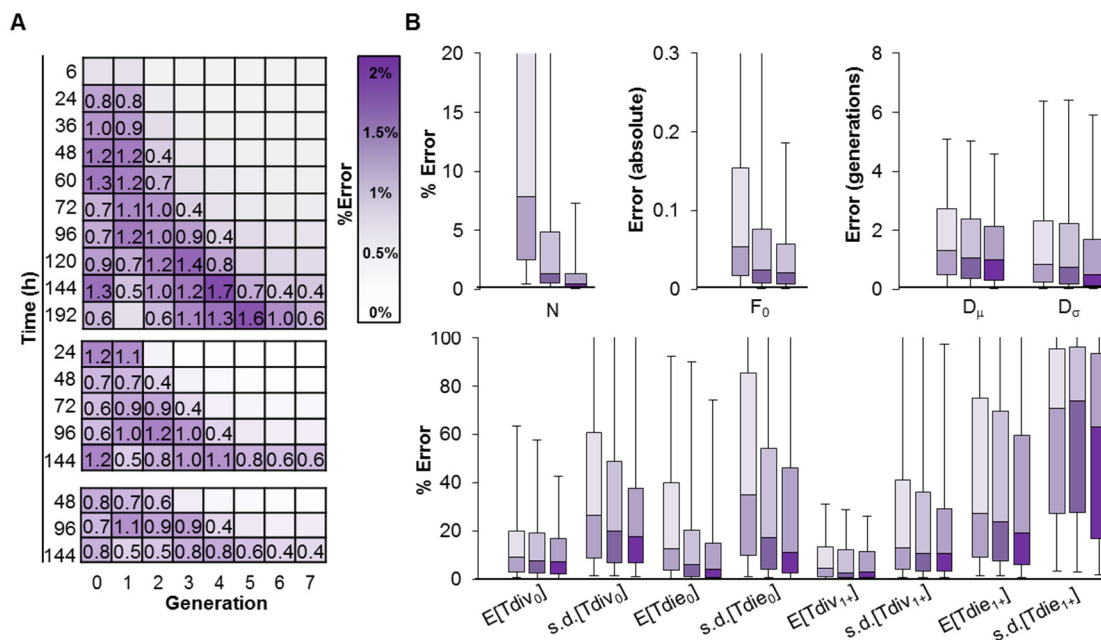 A
Time (h)
6
24 0.8 0.8
36 1.0 0.9
48 1.2 1.2 0.4
60 1.3 1.2 0.7
72 0.7 1.1 1.0 0.4
96 0.7 1.2 1.0 0.9 0.4
120 0.9 0.7 1.2 1.4 0.8
144 1.3 0.5 1.0 1.2 1.7 0.7 0.4 0.4
192 0.6 0.6 1.1 1.3 1.6 1.0 0.6
24 1.2 1.1
48 0.7 0.7 0.4
72 0.6 0.9 0.9 0.4
96 0.6 1.0 1.2 1.0 0.4
144 1.2 0.5 0.8 1.0 1.1 0.8 0.6 0.6
48 0.8 0.7 0.6
96 0.7 1.1 0.9 0.9 0.4
144 0.8 0.5 0.5 0.8 0.8 0.6 0.4 0.4
0 1 2 3 4 5 6 7
Generation
%Error
2%
1.5%
1%
0.5%
0%
B
% Error
20
15
10
5
0
N
Error (absolute)
0.3
0.2
0.1
0
F₀
Error (generations)
8
6
4
2
0
Dμ Dσ
% Error
100
80
60
40
20
0
E[Tdiv₀] s.d.[Tdiv₀] E[Tdie₀] s.d.[Tdie₀] E[Tdiv₁₊] s.d.[Tdiv₁₊] E[Tdie₁₊] s.d.[Tdie₁₊]